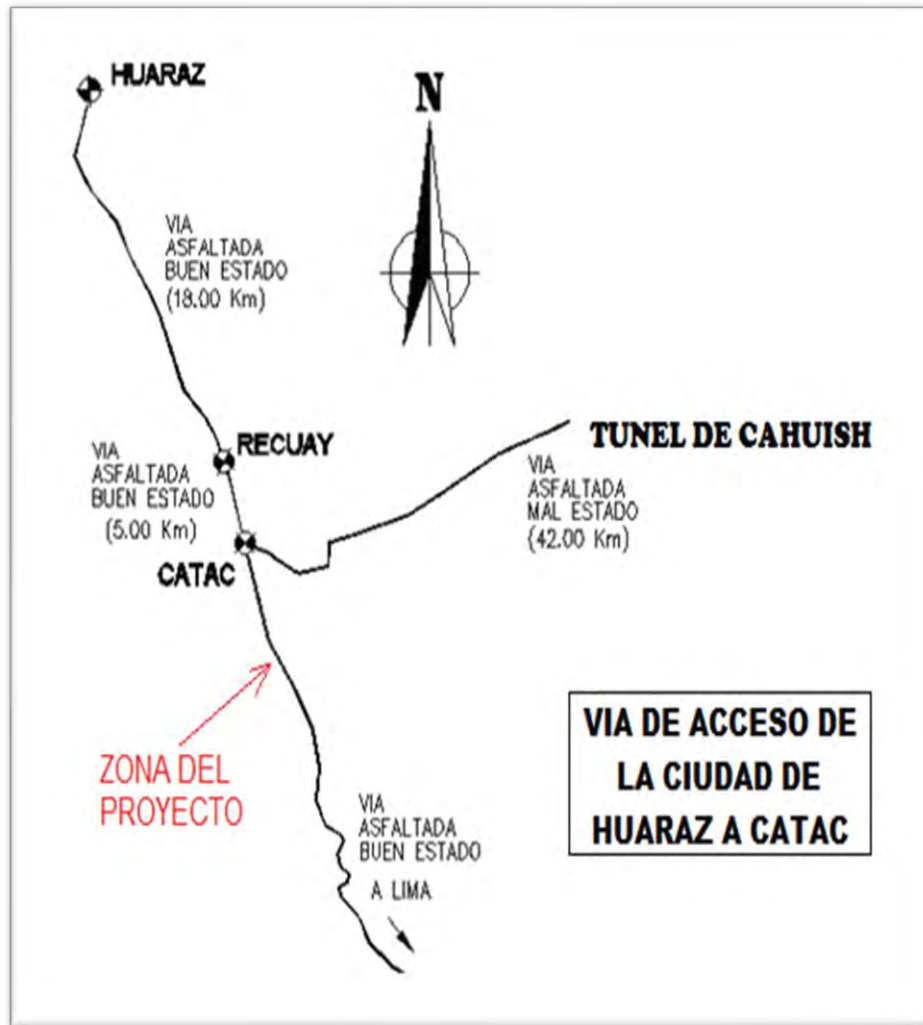 HUARAZ
N
VIA
ASFALTADA
BUEN ESTADO
(18.00 Km)
RECUAY
TUNEL DE CAHUISH
VIA
ASFALTADA
BUEN ESTADO
(5.00 Km)
VIA
ASFALTADA
MAL ESTADO
(42.00 Km)
CATAC
ZONA DEL
PROYECTO
VIA DE ACCESO DE
LA CIUDAD DE
HUARAZ A CATAC
VIA
ASFALTADA
BUEN ESTADO
A LIMA